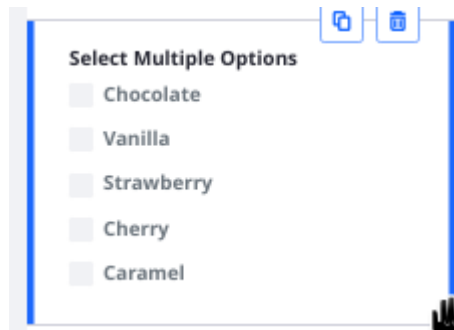 Select Multiple Options
Chocolate
Vanilla
Strawberry
Cherry
Caramel